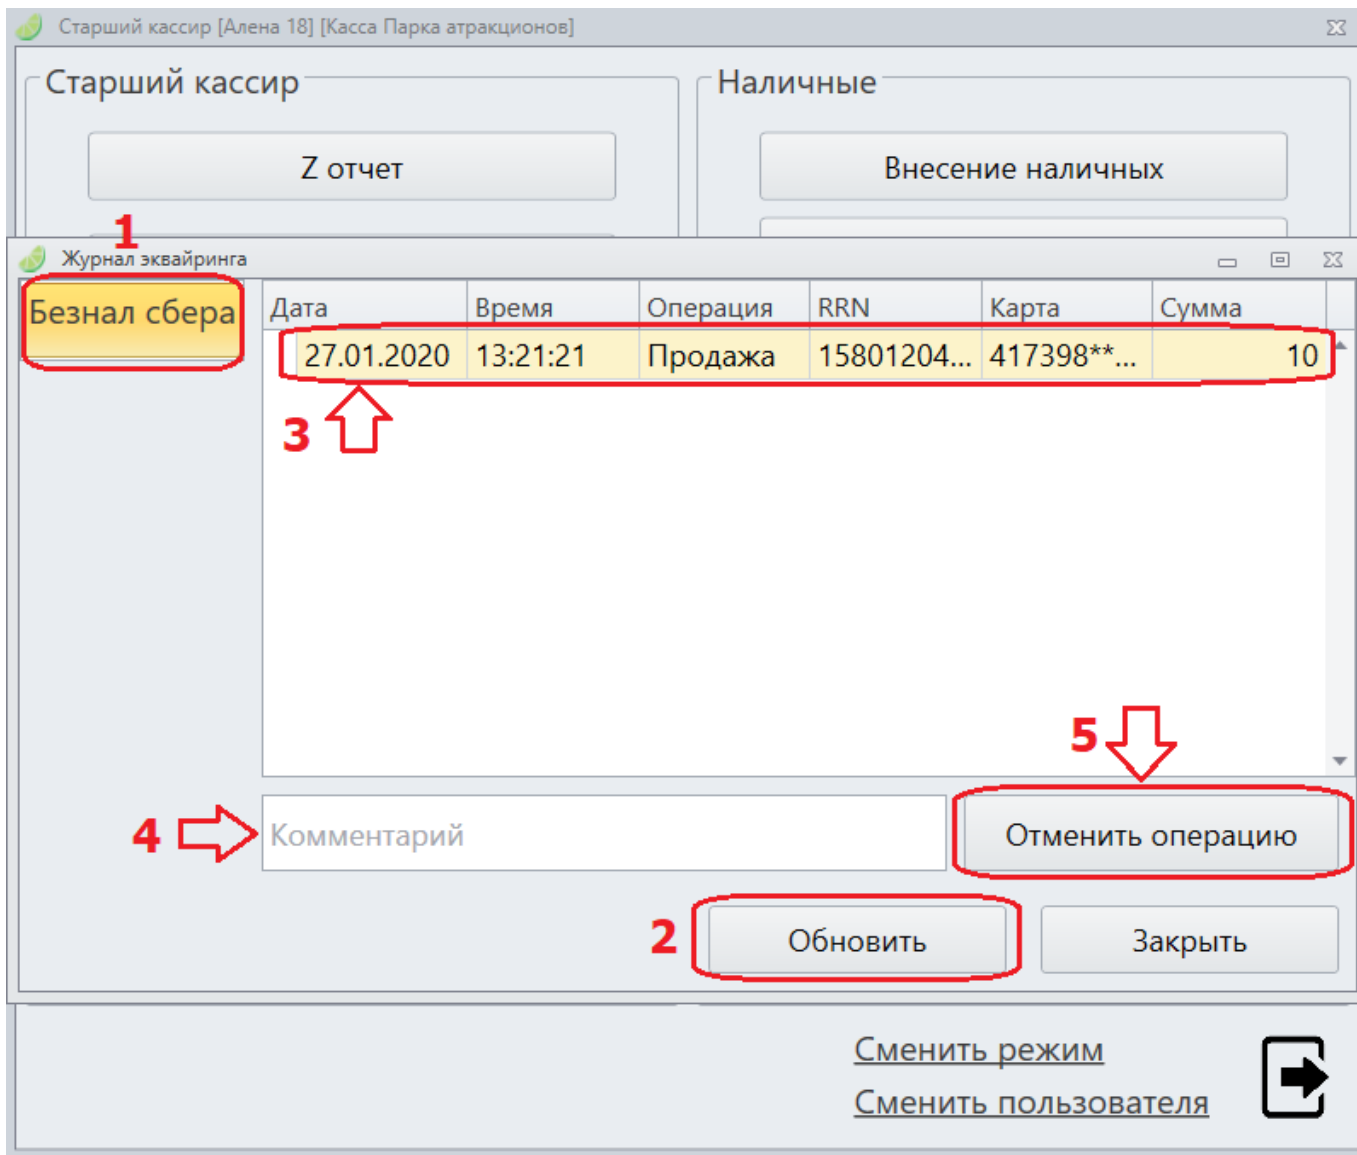 Старший кассир [Алена 18] [Касса Парка атракционов]
Старший кассир
Наличные
Z отчет
Внесение наличных
1
Журнал эквайринга
Безнал сбера
Дата Время Операция RRN Карта Сумма
27.01.2020 13:21:21 Продажа 15801204... 417398**... 10
3
5
4
Комментарий
Отменить операцию
2
Обновить
Закрыть
Сменить режим
Сменить пользователя